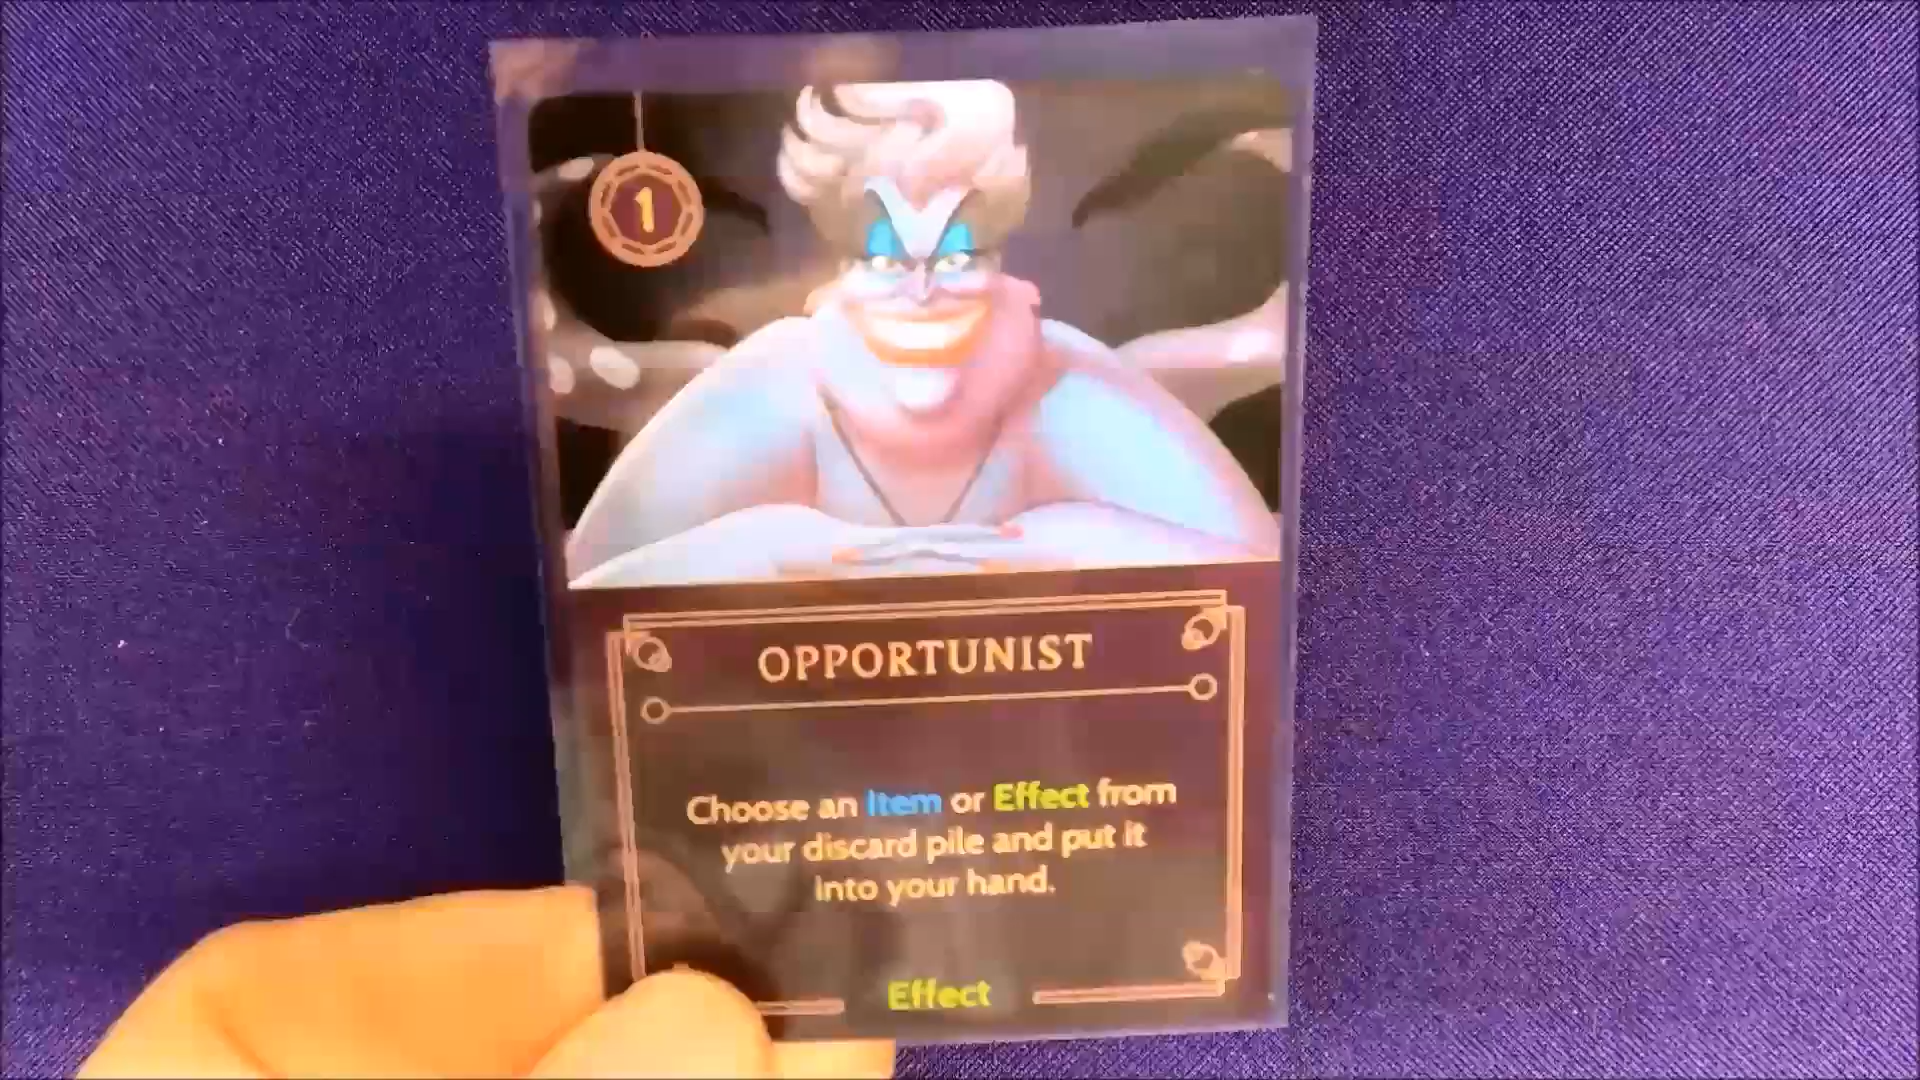 1
OPPORTUNIST
Choose an Item or Effect from
your discard pile and put it
into your hand.
Effect